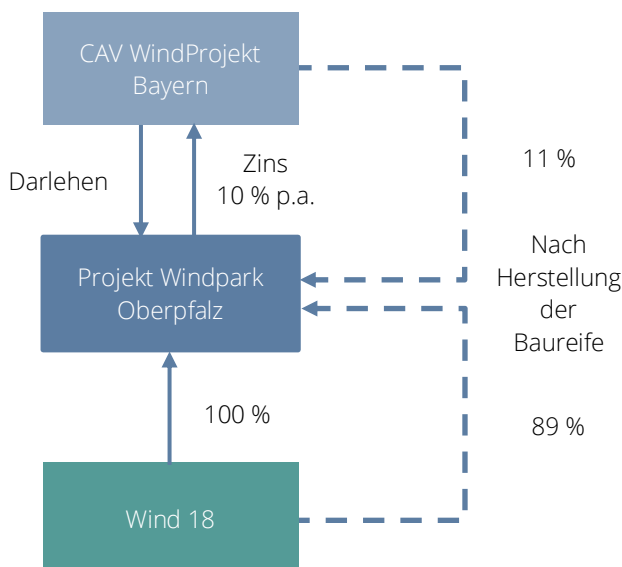 CAV WindProjekt
Bayern
Darlehen
Zins
10 % p.a.
11 %
Projekt Windpark
Oberpfalz
Nach
Herstellung
der
Baureife
100 %
89 %
Wind 18